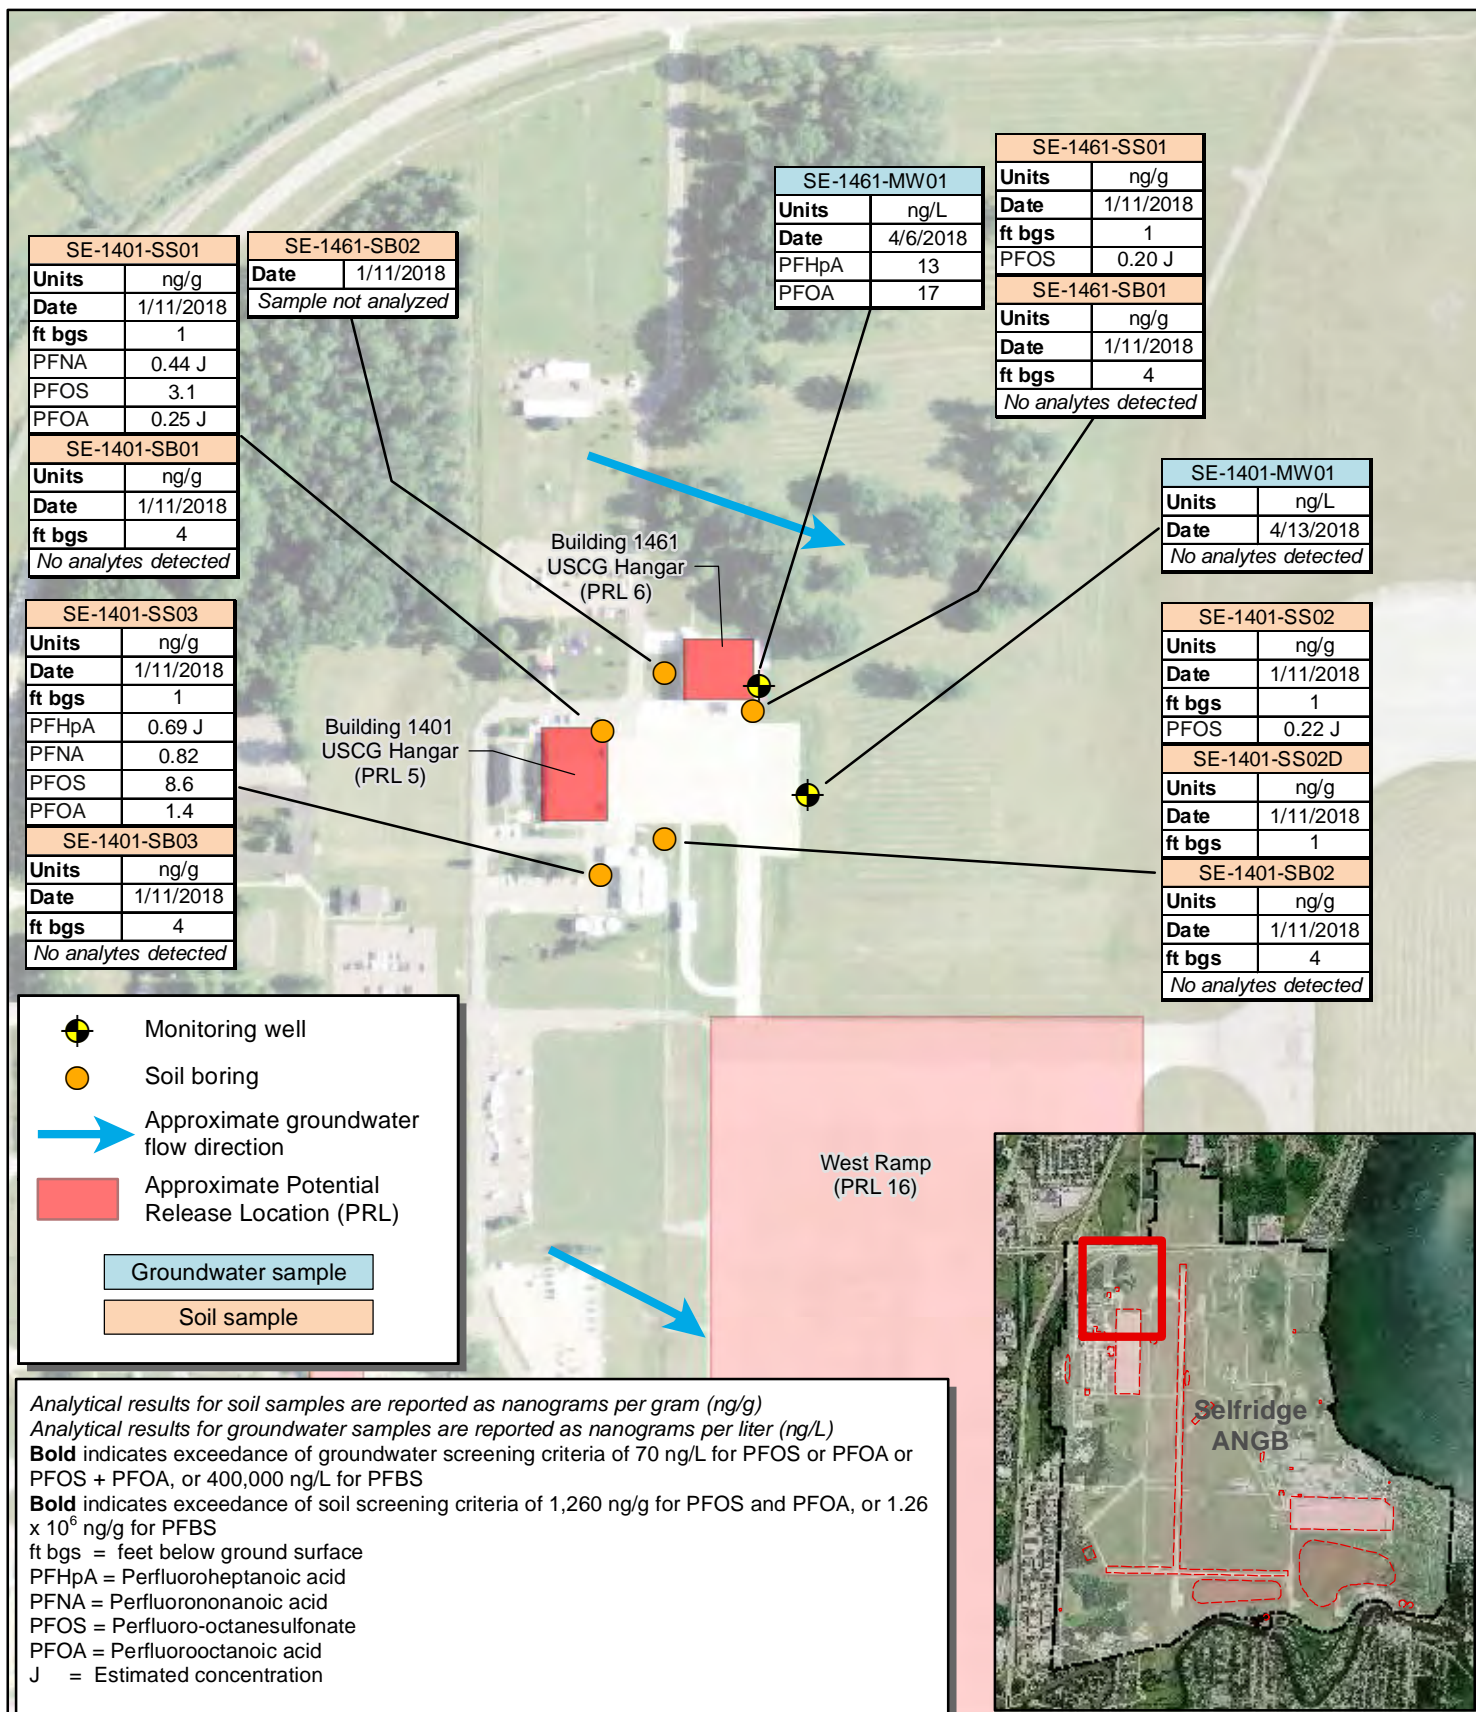 SE-1401-SS01
Units ng/g
Date 1/11/2018
ft bgs 1
PFNA 0.44 J
PFOS 3.1
PFOA 0.25 J
SE-1401-SB01
Units ng/g
Date 1/11/2018
ft bgs 4
No analytes detected
SE-1461-SB02
Date 1/11/2018
Sample not analyzed
SE-1461-MW01
Units ng/L
Date 4/6/2018
PFHpA 13
PFOA 17
SE-1461-SS01
Units ng/g
Date 1/11/2018
ft bgs 1
PFOS 0.20 J
SE-1461-SB01
Units ng/g
Date 1/11/2018
ft bgs 4
No analytes detected
SE-1401-MW01
Units ng/L
Date 4/13/2018
No analytes detected
Building 1461
USCG Hangar
(PRL 6)
SE-1401-SS03
Units ng/g
Date 1/11/2018
ft bgs 1
PFHpA 0.69 J
PFNA 0.82
PFOS 8.6
PFOA 1.4
SE-1401-SB03
Units ng/g
Date 1/11/2018
ft bgs 4
No analytes detected
Building 1401
USCG Hangar
(PRL 5)
SE-1401-SS02
Units ng/g
Date 1/11/2018
ft bgs 1
PFOS 0.22 J
SE-1401-SS02D
Units ng/g
Date 1/11/2018
ft bgs 1
SE-1401-SB02
Units ng/g
Date 1/11/2018
ft bgs 4
No analytes detected
Monitoring well
Soil boring
Approximate groundwater
flow direction
Approximate Potential
Release Location (PRL)
Groundwater sample
Soil sample
West Ramp
(PRL 16)
Selfridge
ANGB
Analytical results for soil samples are reported as nanograms per gram (ng/g)
Analytical results for groundwater samples are reported as nanograms per liter (ng/L)
Bold indicates exceedance of groundwater screening criteria of 70 ng/L for PFOS or PFOA or
PFOS + PFOA, or 400,000 ng/L for PFBS
Bold indicates exceedance of soil screening criteria of 1,260 ng/g for PFOS and PFOA, or 1.26
x 10⁶ ng/g for PFBS
ft bgs = feet below ground surface
PFHpA = Perfluoroheptanoic acid
PFNA = Perfluorononanoic acid
PFOS = Perfluoro-octanesulfonate
PFOA = Perfluorooctanoic acid
J = Estimated concentration